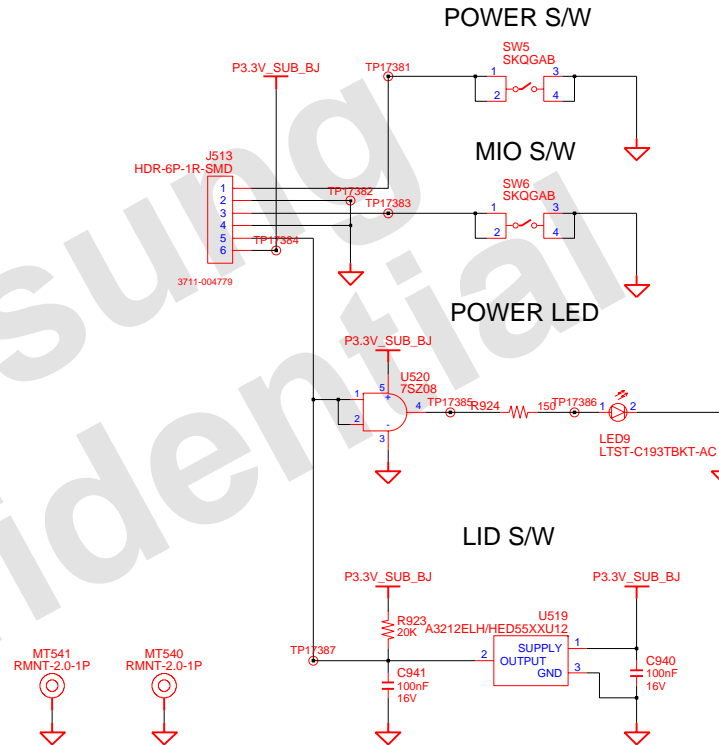 POWER S/W
SW5
SKQGAB
P3.3V_SUB_BJ
TP17381
1
3
2
4
J513
HDR-6P-1R-SMD
MIO S/W
SW6
SKQGAB
1
2
3
4
5
6
TP17382
TP17383
TP17384
1
3
2
4
3711-004779
POWER LED
P3.3V_SUB_BJ
U520
7SZ08
5
+
1
2
4
-
3
TP17385
R924
150
TP17386
1
2
LED9
LTST-C193TBKT-AC
LID S/W
P3.3V_SUB_BJ
P3.3V_SUB_BJ
R923
20K
U519
A3212ELH/HED55XXU12
TP17387
2
SUPPLY
OUTPUT
GND
1
3
C941
100nF
16V
C940
100nF
16V
MT541
RMNT-2.0-1P
MT540
RMNT-2.0-1P
sung
fidential